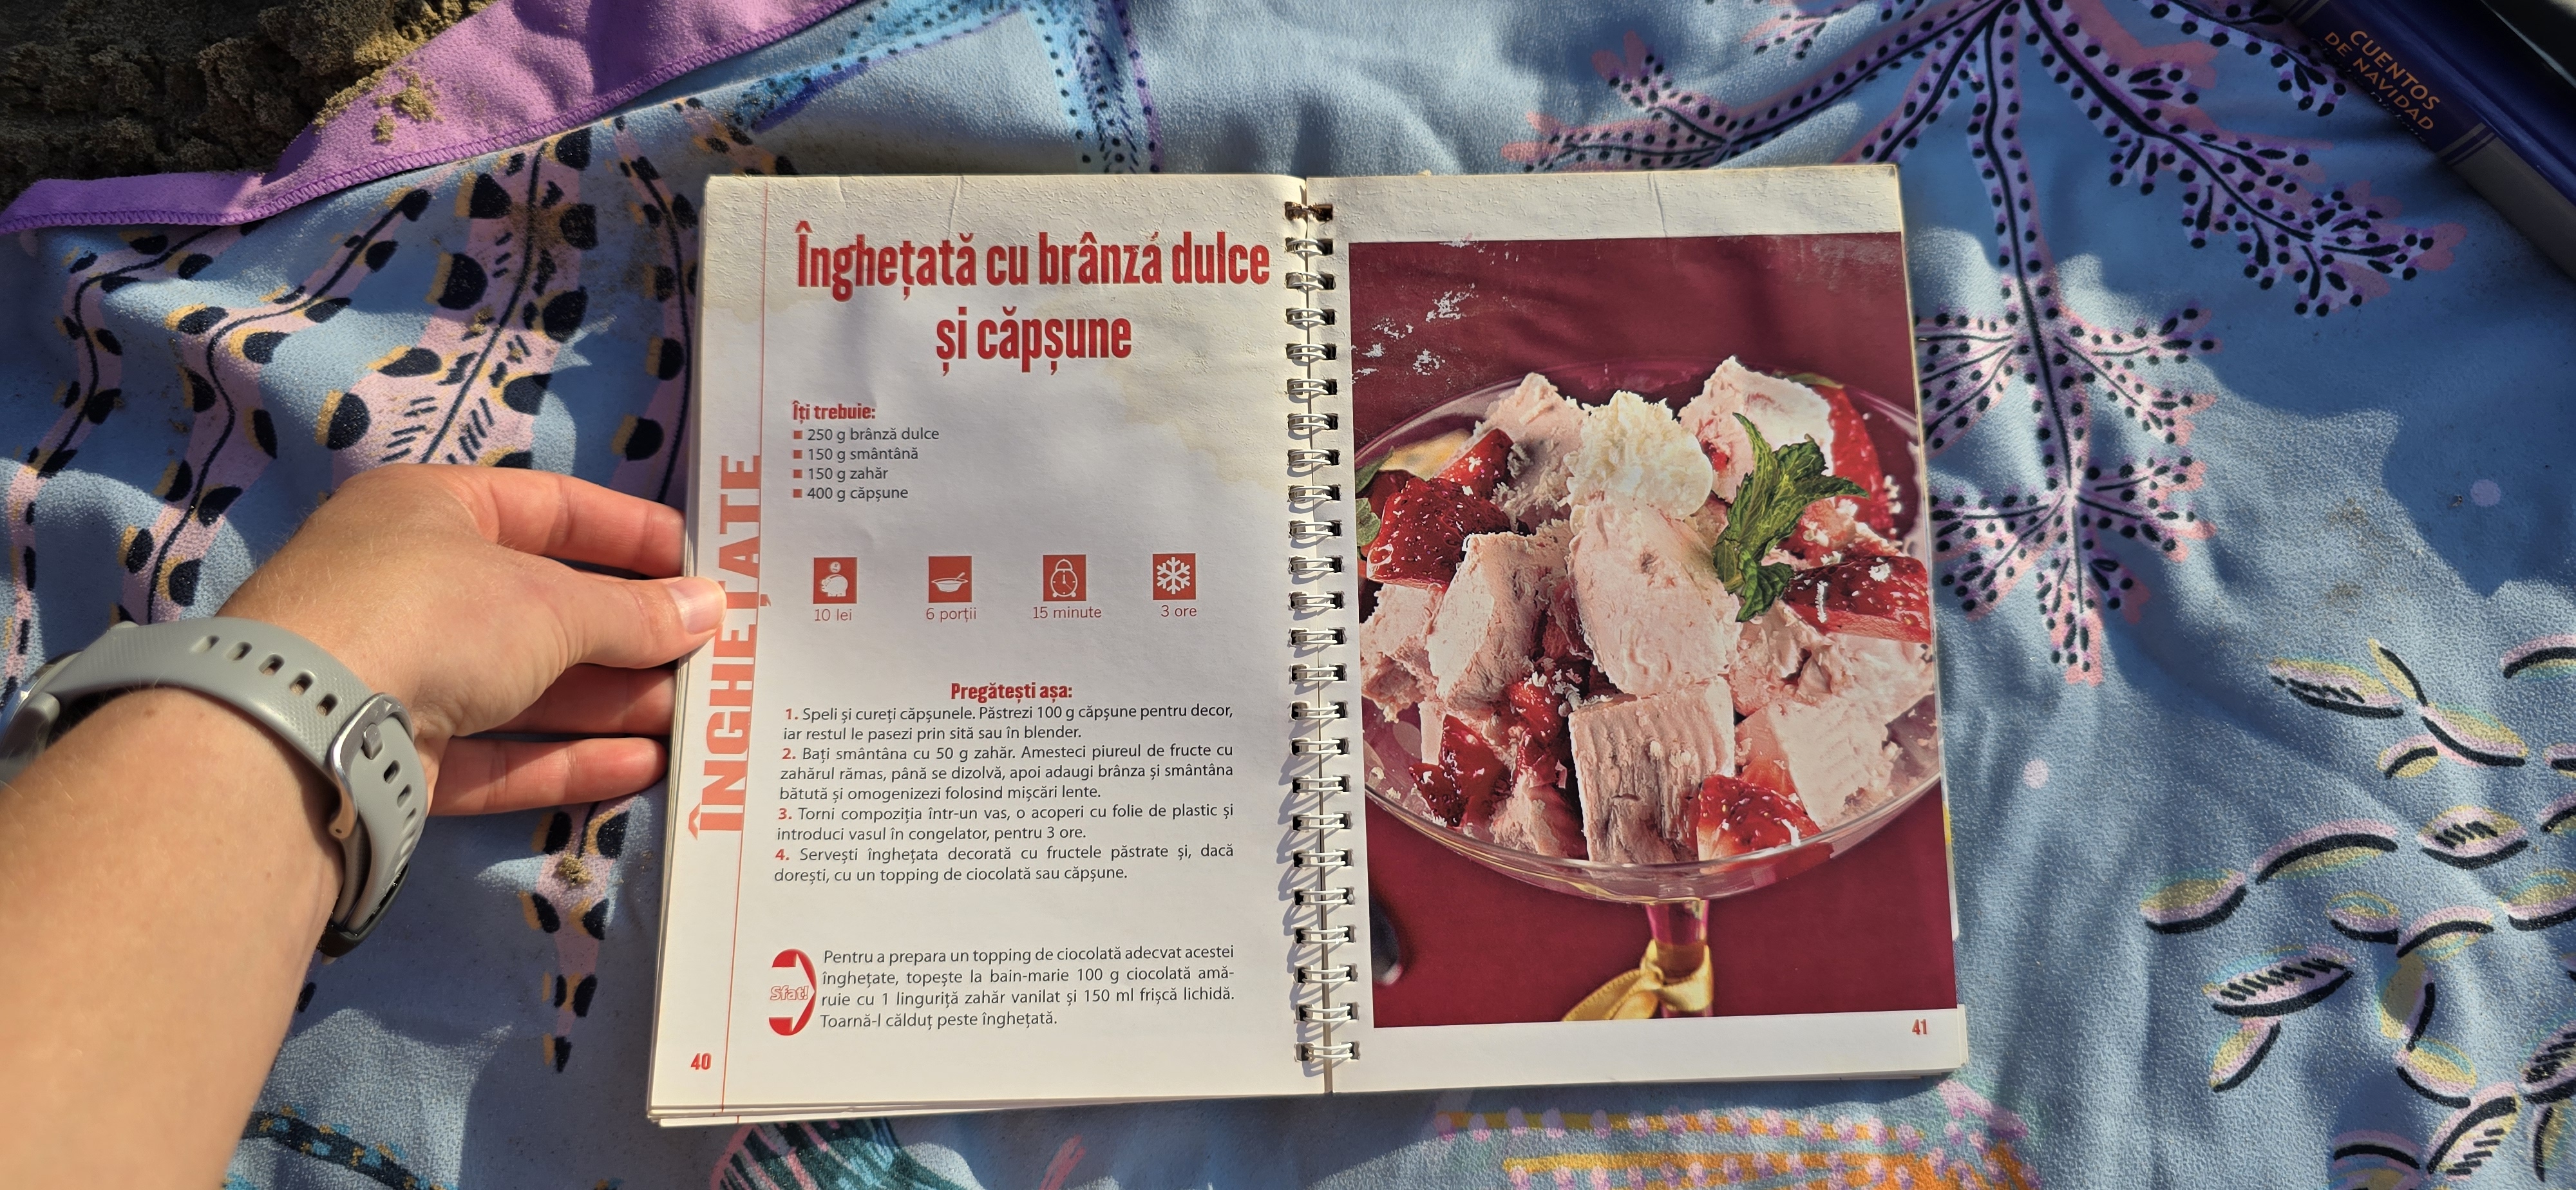 CUENTOS
DE NAVIDAD
Înghețată cu brânză dulce
și căpșune
Îți trebuie:
■ 250 g brânză dulce
■ 150 g smântână
■ 150 g zahăr
■ 400 g căpșune
10 lei
6 porții
15 minute
3 ore
Pregătești așa:
1. Speli și cureți căpșunele. Păstrezi 100 g căpșune pentru decor,
iar restul le pasezi prin sită sau în blender.
2. Bați smântâna cu 50 g zahăr. Amesteci piureul de fructe cu
zahărul rămas, până se dizolvă, apoi adaugi brânza și smântâna
bătută și omogenizezi folosind mișcări lente.
3. Torni compoziția într-un vas, o acoperi cu folie de plastic și
introduci vasul în congelator, pentru 3 ore.
4. Servești înghețata decorată cu fructele păstrate și, dacă
dorești, cu un topping de ciocolată sau căpșune.
Sfat!
Pentru a prepara un topping de ciocolată adecvat acestei
înghețate, topește la bain-marie 100 g ciocolată amă-
ruie cu 1 linguriță zahăr vanilat și 150 ml frișcă lichidă.
Toarnă-l călduț peste înghețată.
ÎNGHEȚATE
40
41